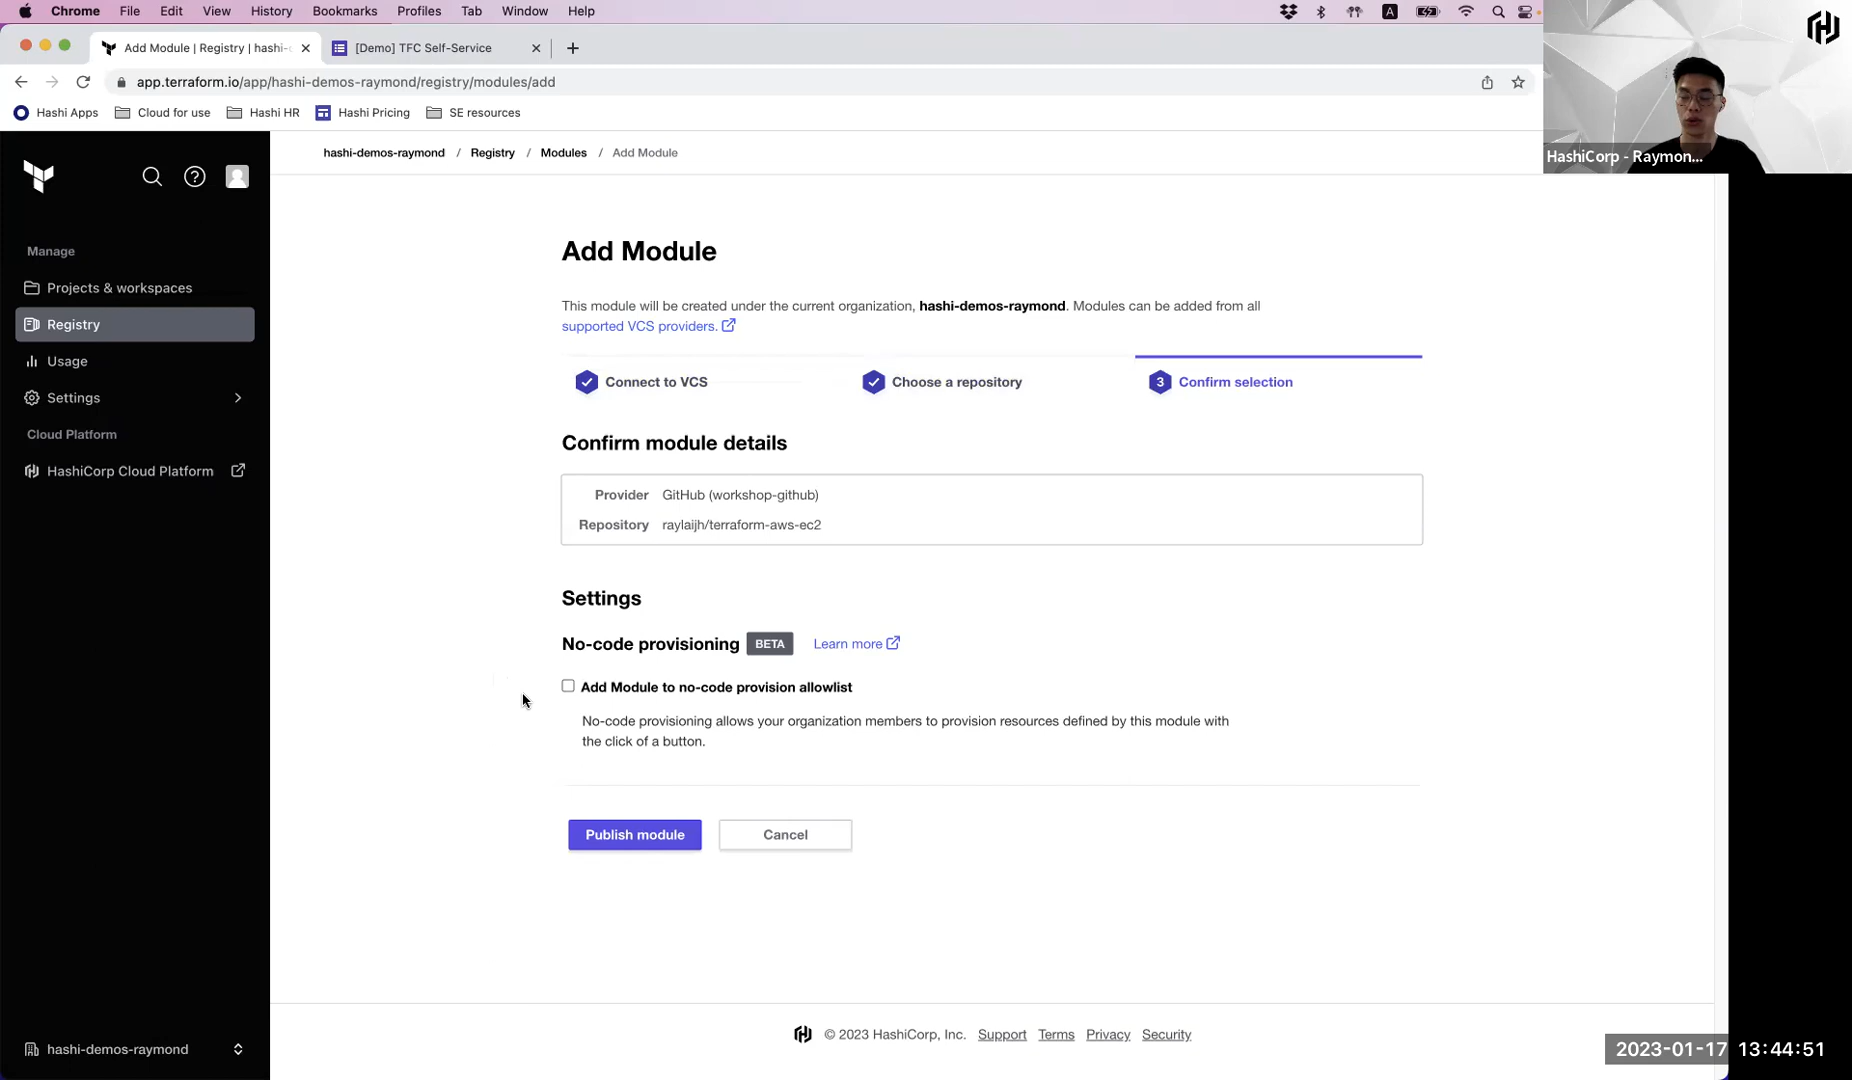 Chrome File Edit View History Bookmarks Profiles Tab Window Help
A
Add Module | Registry | hashi-c
[Demo] TFC Self-Service
app.terraform.io/app/hashi-demos-raymond/registry/modules/add
Hashi Apps Cloud for use Hashi HR Hashi Pricing SE resources
HashiCorp - Raymon...
hashi-demos-raymond / Registry / Modules / Add Module
Manage
Projects & workspaces
Registry
Usage
Settings
Cloud Platform
HashiCorp Cloud Platform
hashi-demos-raymond
Add Module
This module will be created under the current organization, hashi-demos-raymond. Modules can be added from all
supported VCS providers.
Connect to VCS
Choose a repository
3 Confirm selection
Confirm module details
Provider GitHub (workshop-github)
Repository raylaijh/terraform-aws-ec2
Settings
No-code provisioning BETA Learn more
Add Module to no-code provision allowlist
No-code provisioning allows your organization members to provision resources defined by this module with
the click of a button.
Publish module
Cancel
© 2023 HashiCorp, Inc. Support Terms Privacy Security
2023-01-17 13:44:51